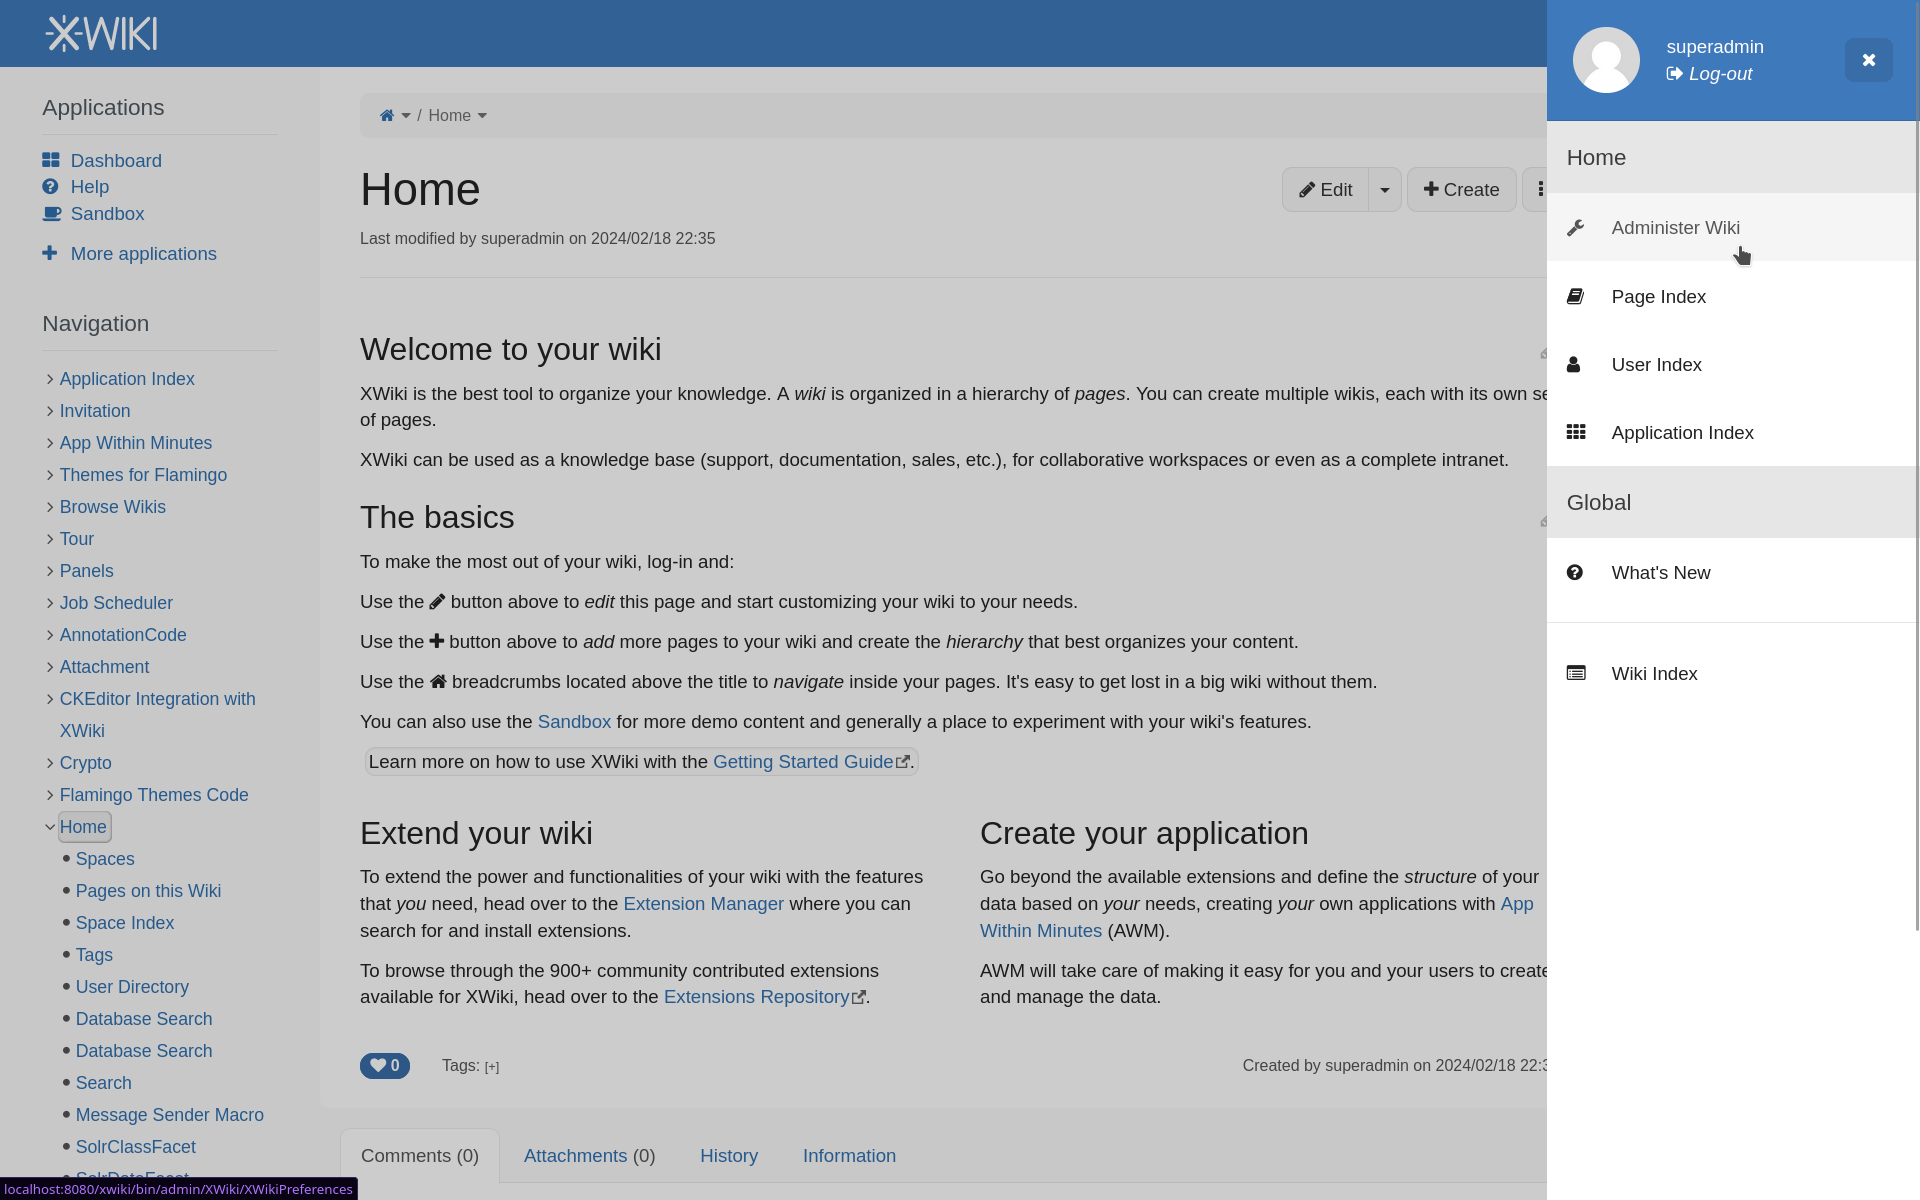 XWIKI
Applications
Dashboard
Help
Sandbox
More applications
Navigation
Application Index
Invitation
App Within Minutes
Themes for Flamingo
Browse Wikis
Tour
Panels
Job Scheduler
AnnotationCode
Attachment
CKEditor Integration with
XWiki
Crypto
Flamingo Themes Code
Home
Spaces
Pages on this Wiki
Space Index
Tags
User Directory
Database Search
Database Search
Search
Message Sender Macro
SolrClassFacet
SolrDateFacet
localhost:8080/xwiki/bin/admin/XWiki/XWikiPreferences
/ Home
Home
Edit
Create
Last modified by superadmin on 2024/02/18 22:35
Welcome to your wiki
XWiki is the best tool to organize your knowledge. A wiki is organized in a hierarchy of pages. You can create multiple wikis, each with its own se
of pages.
XWiki can be used as a knowledge base (support, documentation, sales, etc.), for collaborative workspaces or even as a complete intranet.
The basics
To make the most out of your wiki, log-in and:
Use the button above to edit this page and start customizing your wiki to your needs.
Use the button above to add more pages to your wiki and create the hierarchy that best organizes your content.
Use the breadcrumbs located above the title to navigate inside your pages. It's easy to get lost in a big wiki without them.
You can also use the Sandbox for more demo content and generally a place to experiment with your wiki's features.
Learn more on how to use XWiki with the Getting Started Guide.
Extend your wiki
To extend the power and functionalities of your wiki with the features
that you need, head over to the Extension Manager where you can
search for and install extensions.
To browse through the 900+ community contributed extensions
available for XWiki, head over to the Extensions Repository.
Create your application
Go beyond the available extensions and define the structure of your
data based on your needs, creating your own applications with App
Within Minutes (AWM).
AWM will take care of making it easy for you and your users to create
and manage the data.
0
Tags: [+]
Created by superadmin on 2024/02/18 22:3
Comments (0)
Attachments (0)
History
Information
superadmin
Log-out
Home
Administer Wiki
Page Index
User Index
Application Index
Global
What's New
Wiki Index